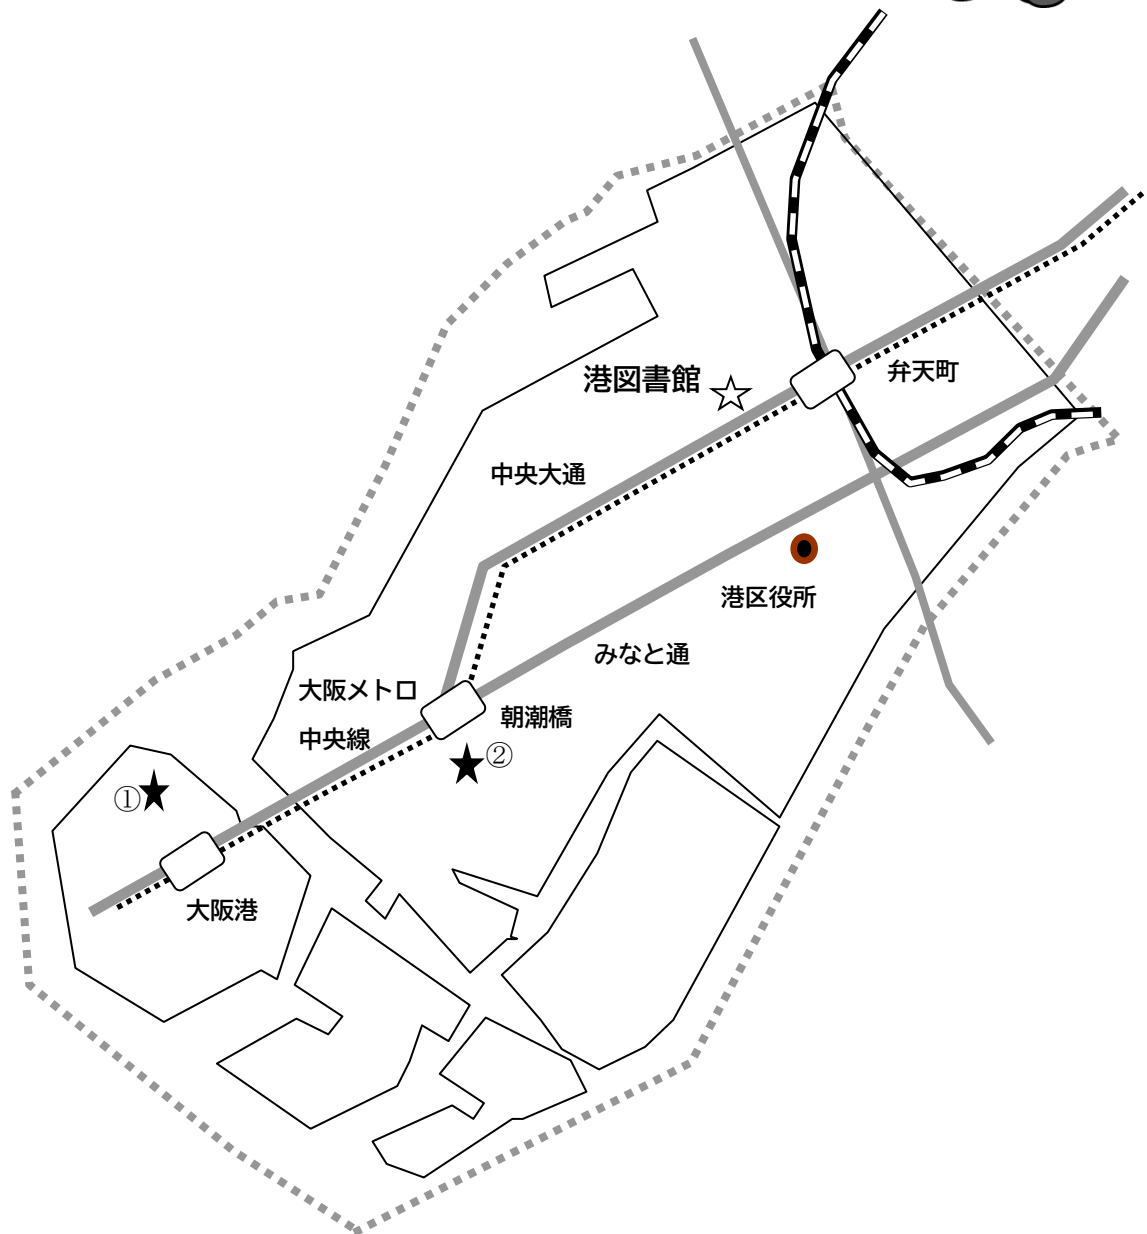 弁天町
港図書館
中央大通
港区役所
みなと通
大阪メトロ
中央線
朝潮橋
②
①
大阪港